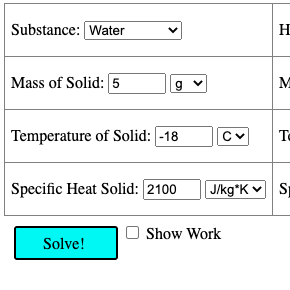 Substance: Water H
Mass of Solid: 5 g M
Temperature of Solid: -18 C
Specific Heat Solid: 2100 J/kg*K
Solve! Show Work